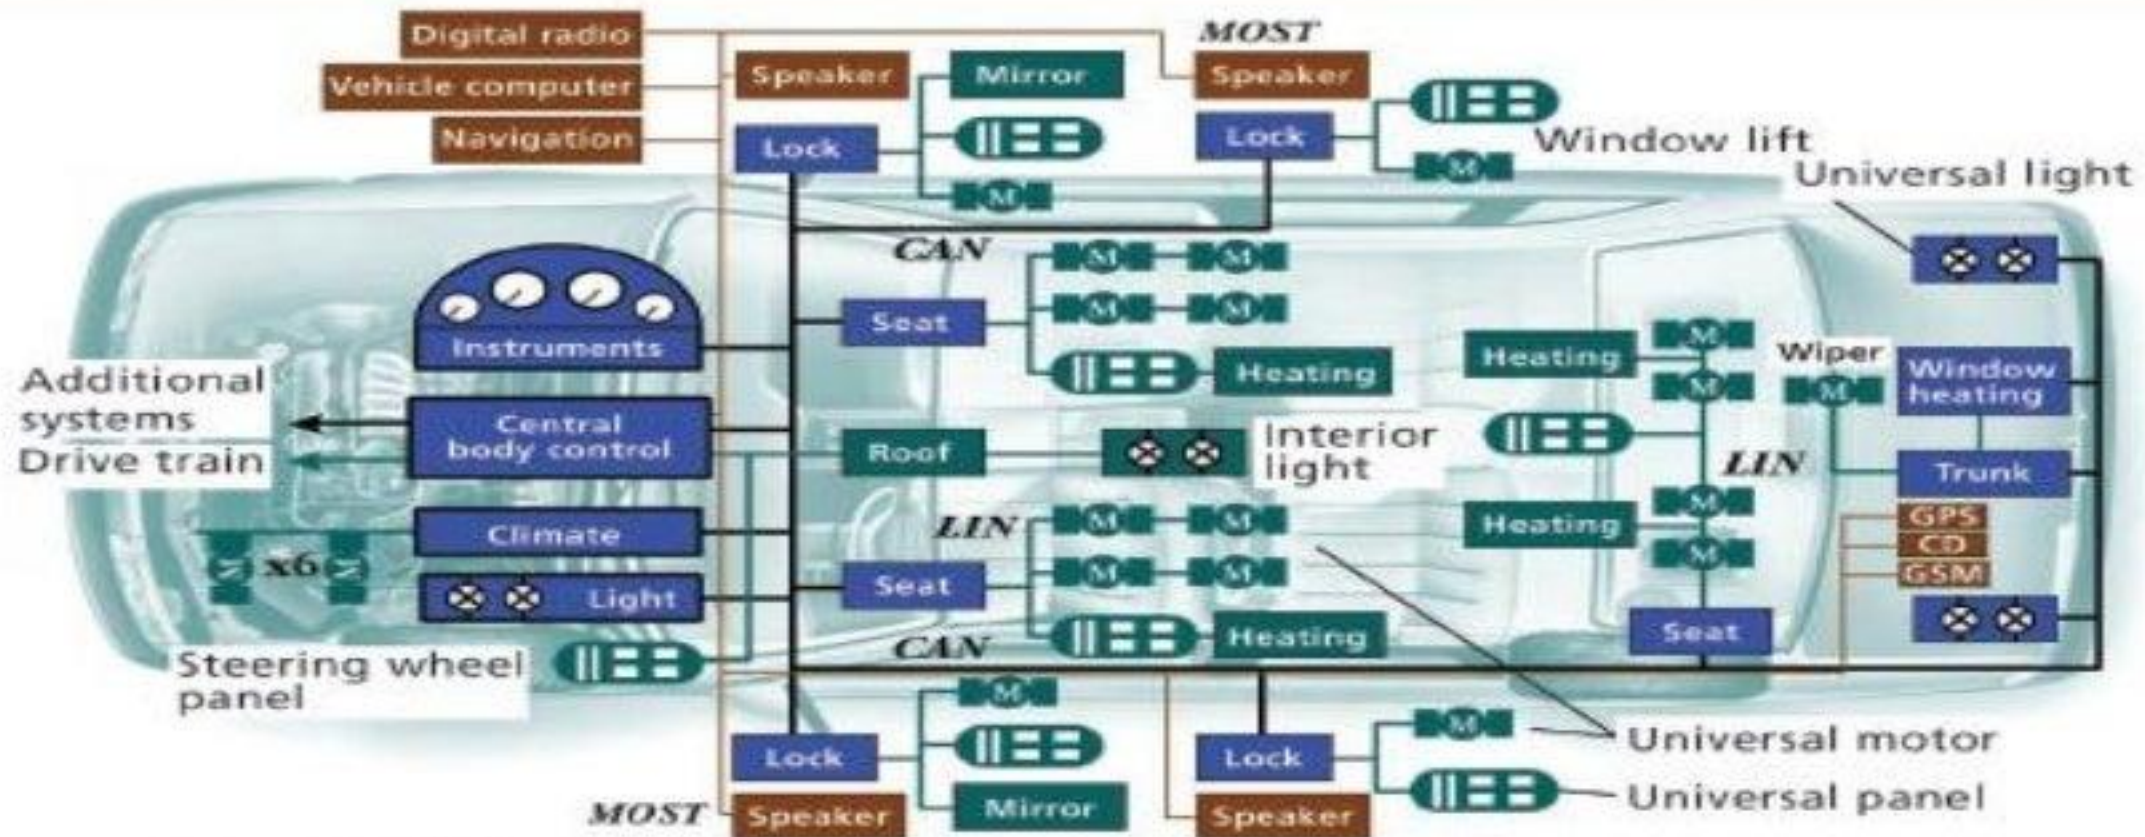 Digital radio
MOST
Vehicle computer
Speaker
Mirror
Speaker
Navigation
Lock
Lock
Window lift
M
M
Universal light
CAN
M
M
Seat
M
M
Instruments
Heating
Heating
M
M
Wiper
M
Window
heating
Additional
systems
Drive train
Central
body control
Roof
Interior
light
LIN
Trunk
Climate
LIN
M
M
Heating
M
M
GPS
CD
GSM
M
x6
M
Light
Seat
M
M
Heating
Seat
CAN
Steering wheel
panel
M
Lock
Lock
M
Universal motor
MOST
Speaker
Mirror
Speaker
Universal panel